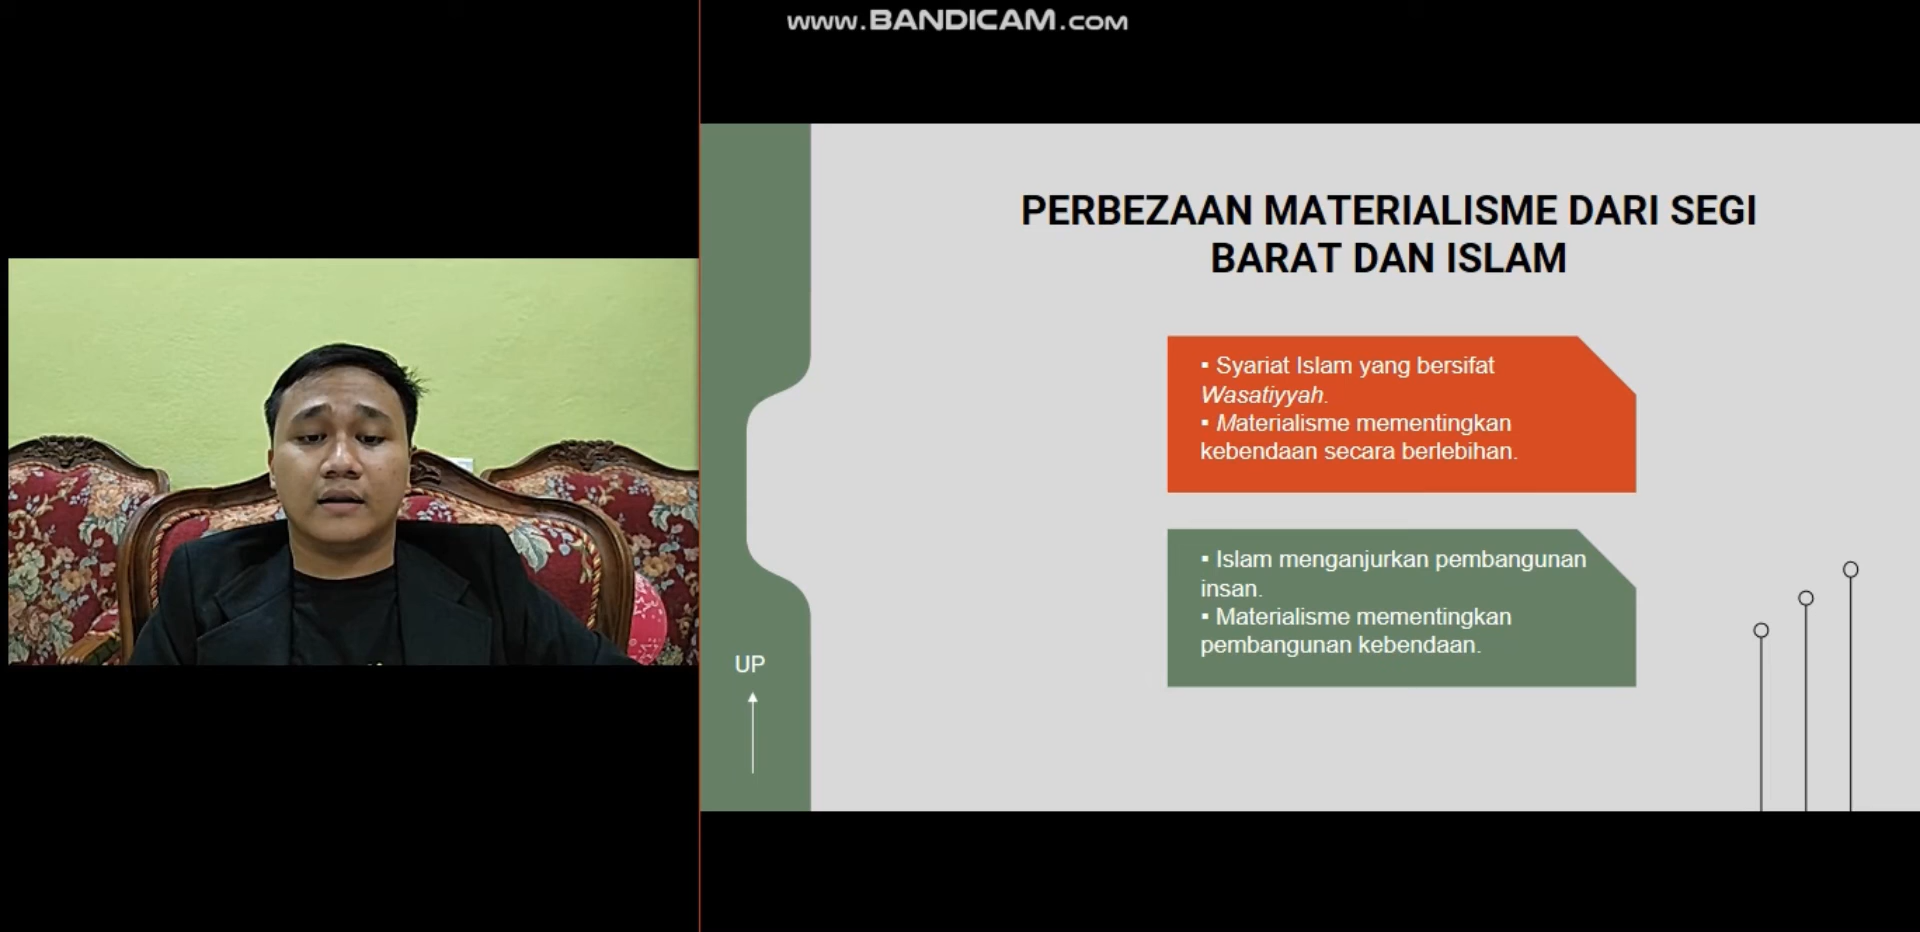 www.BANDICAM.com
PERBEZAAN MATERIALISME DARI SEGI
BARAT DAN ISLAM
▪ Syariat Islam yang bersifat
Wasatiyyah.
▪ Materialisme mementingkan
kebendaan secara berlebihan.
▪ Islam menganjurkan pembangunan
insan.
▪ Materialisme mementingkan
pembangunan kebendaan.
UP